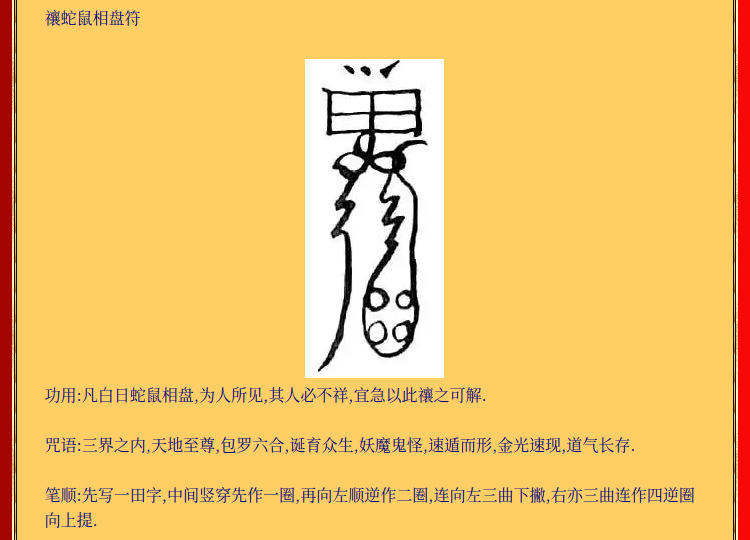 禳蛇鼠相盘符
功用:凡白日蛇鼠相盘,为人所见,其人必不祥,宜急以此禳之可解.
咒语:三界之内,天地至尊,包罗六合,诞育众生,妖魔鬼怪,速遁而形,金光速现,道气长存.
笔顺:先写一田字,中间竖穿先作一圈,再向左顺逆作二圈,连向左三曲下撇,右亦三曲连作四逆圈
向上提.